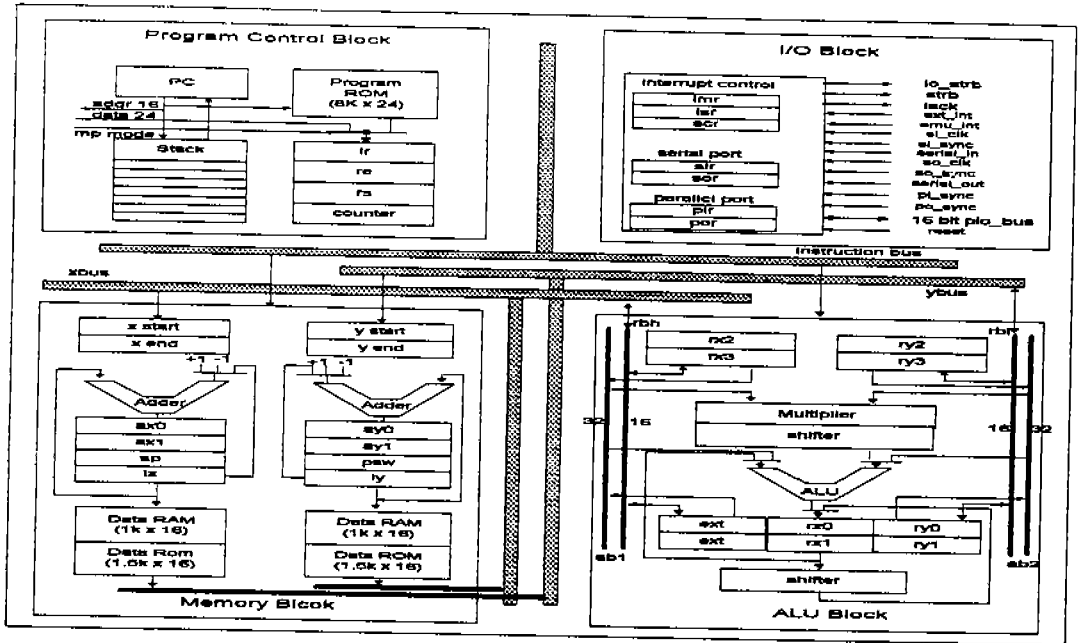 Program Control Block
PC
Program
ROM
(8K x 24)
addr 16
data 24
mp mode
Stack
ir
re
rs
counter
I/O Block
interrupt control
imr
isr
scr
serial port
sir
sor
parallel port
pir
por
io_strb
strb
iack
ext_int
emu_int
si_clk
si_sync
serial_in
so_clk
so_sync
serial_out
pi_sync
po_sync
16 bit pio_bus
reset
instruction bus
xbus
ybus
x start
x end
+1 -1
Adder
ax0
ax1
sp
ix
Data RAM
(1k x 16)
Data Rom
(1.5k x 16)
y start
y end
+1 -1
Adder
ay0
ay1
psw
iy
Data RAM
(1k x 16)
Data ROM
(1.5k x 16)
Memory Block
rbh
rbl
rx2
rx3
ry2
ry3
32
16
16
32
Multiplier
shifter
ALU
ext
ext
rx0
rx1
ry0
ry1
sb1
sb2
shifter
ALU Block